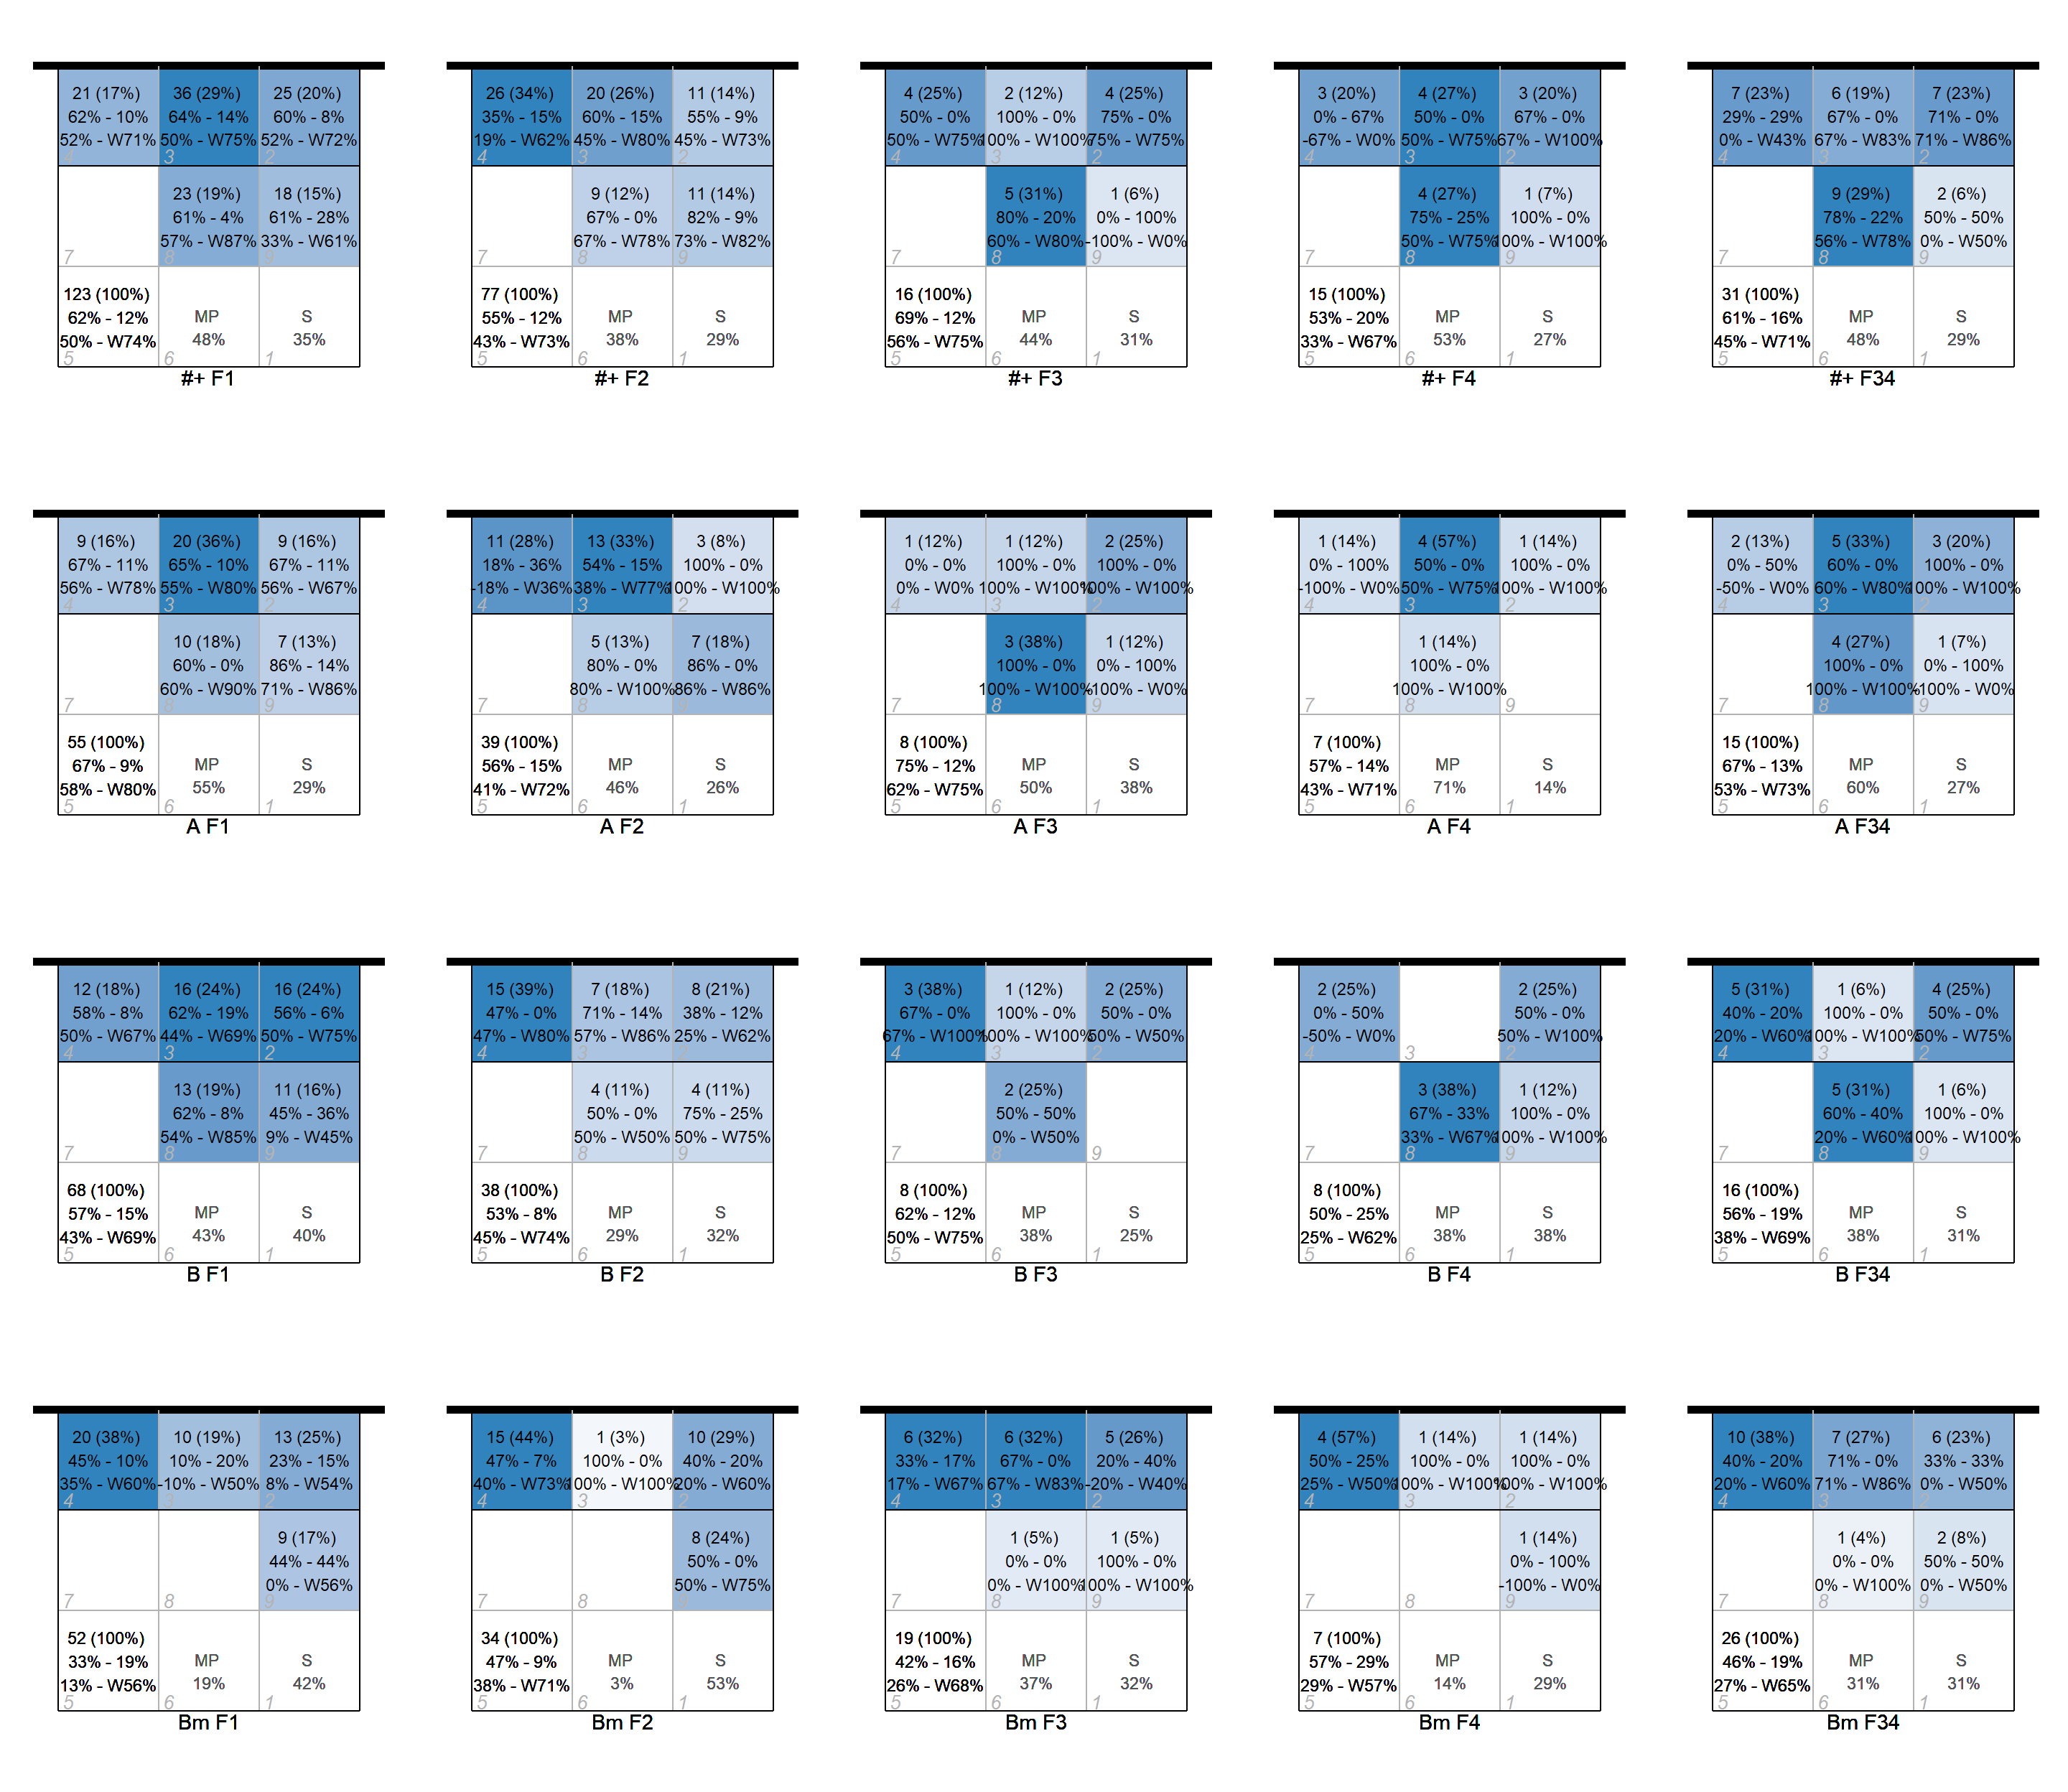 21 (17%)
62% - 10%
52% - W71%
4
36 (29%)
64% - 14%
50% - W75%
3
25 (20%)
60% - 8%
52% - W72%
2
7
23 (19%)
61% - 4%
57% - W87%
8
18 (15%)
61% - 28%
33% - W61%
9
123 (100%)
62% - 12%
50% - W74%
5
MP
48%
6
S
35%
1
#+ F1
26 (34%)
35% - 15%
19% - W62%
4
20 (26%)
60% - 15%
45% - W80%
3
11 (14%)
55% - 9%
45% - W73%
2
7
9 (12%)
67% - 0%
67% - W78%
8
11 (14%)
82% - 9%
73% - W82%
9
77 (100%)
55% - 12%
43% - W73%
5
MP
38%
6
S
29%
1
#+ F2
4 (25%)
50% - 0%
50% - W75%
4
2 (12%)
100% - 0%
100% - W100%
3
4 (25%)
75% - 0%
75% - W75%
2
7
5 (31%)
80% - 20%
60% - W80%
8
1 (6%)
0% - 100%
-100% - W0%
9
16 (100%)
69% - 12%
56% - W75%
5
MP
44%
6
S
31%
1
#+ F3
3 (20%)
0% - 67%
-67% - W0%
4
4 (27%)
50% - 0%
50% - W75%
3
3 (20%)
67% - 0%
67% - W100%
2
7
4 (27%)
75% - 25%
50% - W75%
8
1 (7%)
100% - 0%
100% - W100%
9
15 (100%)
53% - 20%
33% - W67%
5
MP
53%
6
S
27%
1
#+ F4
7 (23%)
29% - 29%
0% - W43%
4
6 (19%)
67% - 0%
67% - W83%
3
7 (23%)
71% - 0%
71% - W86%
2
7
9 (29%)
78% - 22%
56% - W78%
8
2 (6%)
50% - 50%
0% - W50%
9
31 (100%)
61% - 16%
45% - W71%
5
MP
48%
6
S
29%
1
#+ F34
9 (16%)
67% - 11%
56% - W78%
4
20 (36%)
65% - 10%
55% - W80%
3
9 (16%)
67% - 11%
56% - W67%
2
7
10 (18%)
60% - 0%
60% - W90%
8
7 (13%)
86% - 14%
71% - W86%
9
55 (100%)
67% - 9%
58% - W80%
5
MP
55%
6
S
29%
1
A F1
11 (28%)
18% - 36%
-18% - W36%
4
13 (33%)
54% - 15%
38% - W77%
3
3 (8%)
100% - 0%
100% - W100%
2
7
5 (13%)
80% - 0%
80% - W100%
8
7 (18%)
86% - 0%
86% - W86%
9
39 (100%)
56% - 15%
41% - W72%
5
MP
46%
6
S
26%
1
A F2
1 (12%)
0% - 0%
0% - W0%
4
1 (12%)
100% - 0%
100% - W100%
3
2 (25%)
100% - 0%
100% - W100%
2
7
3 (38%)
100% - 0%
100% - W100%
8
1 (12%)
0% - 100%
-100% - W0%
9
8 (100%)
75% - 12%
62% - W75%
5
MP
50%
6
S
38%
1
A F3
1 (14%)
0% - 100%
-100% - W0%
4
4 (57%)
50% - 0%
50% - W75%
3
1 (14%)
100% - 0%
100% - W100%
2
7
1 (14%)
100% - 0%
100% - W100%
8
9
7 (100%)
57% - 14%
43% - W71%
5
MP
71%
6
S
14%
1
A F4
2 (13%)
0% - 50%
-50% - W0%
4
5 (33%)
60% - 0%
60% - W80%
3
3 (20%)
100% - 0%
100% - W100%
2
7
4 (27%)
100% - 0%
100% - W100%
8
1 (7%)
0% - 100%
-100% - W0%
9
15 (100%)
67% - 13%
53% - W73%
5
MP
60%
6
S
27%
1
A F34
12 (18%)
58% - 8%
50% - W67%
4
16 (24%)
62% - 19%
44% - W69%
3
16 (24%)
56% - 6%
50% - W75%
2
7
13 (19%)
62% - 8%
54% - W85%
8
11 (16%)
45% - 36%
9% - W45%
9
68 (100%)
57% - 15%
43% - W69%
5
MP
43%
6
S
40%
1
B F1
15 (39%)
47% - 0%
47% - W80%
4
7 (18%)
71% - 14%
57% - W86%
3
8 (21%)
38% - 12%
25% - W62%
2
7
4 (11%)
50% - 0%
50% - W50%
8
4 (11%)
75% - 25%
50% - W75%
9
38 (100%)
53% - 8%
45% - W74%
5
MP
29%
6
S
32%
1
B F2
3 (38%)
67% - 0%
67% - W100%
4
1 (12%)
100% - 0%
100% - W100%
3
2 (25%)
50% - 0%
50% - W50%
2
7
2 (25%)
50% - 50%
0% - W50%
8
9
8 (100%)
62% - 12%
50% - W75%
5
MP
38%
6
S
25%
1
B F3
2 (25%)
0% - 50%
-50% - W0%
4
3
2 (25%)
50% - 0%
50% - W100%
2
7
3 (38%)
67% - 33%
33% - W67%
8
1 (12%)
100% - 0%
100% - W100%
9
8 (100%)
50% - 25%
25% - W62%
5
MP
38%
6
S
38%
1
B F4
5 (31%)
40% - 20%
20% - W60%
4
1 (6%)
100% - 0%
100% - W100%
3
4 (25%)
50% - 0%
50% - W75%
2
7
5 (31%)
60% - 40%
20% - W60%
8
1 (6%)
100% - 0%
100% - W100%
9
16 (100%)
56% - 19%
38% - W69%
5
MP
38%
6
S
31%
1
B F34
20 (38%)
45% - 10%
35% - W60%
4
10 (19%)
10% - 20%
-10% - W50%
3
13 (25%)
23% - 15%
8% - W54%
2
7
8
9 (17%)
44% - 44%
0% - W56%
9
52 (100%)
33% - 19%
13% - W56%
5
MP
19%
6
S
42%
1
Bm F1
15 (44%)
47% - 7%
40% - W73%
4
1 (3%)
100% - 0%
100% - W100%
3
10 (29%)
40% - 20%
20% - W60%
2
7
8
8 (24%)
50% - 0%
50% - W75%
9
34 (100%)
47% - 9%
38% - W71%
5
MP
3%
6
S
53%
1
Bm F2
6 (32%)
33% - 17%
17% - W67%
4
6 (32%)
67% - 0%
67% - W83%
3
5 (26%)
20% - 40%
-20% - W40%
2
7
1 (5%)
0% - 0%
0% - W100%
8
1 (5%)
100% - 0%
100% - W100%
9
19 (100%)
42% - 16%
26% - W68%
5
MP
37%
6
S
32%
1
Bm F3
4 (57%)
50% - 25%
25% - W50%
4
1 (14%)
100% - 0%
100% - W100%
3
1 (14%)
100% - 0%
100% - W100%
2
7
8
1 (14%)
0% - 100%
-100% - W0%
9
7 (100%)
57% - 29%
29% - W57%
5
MP
14%
6
S
29%
1
Bm F4
10 (38%)
40% - 20%
20% - W60%
4
7 (27%)
71% - 0%
71% - W86%
3
6 (23%)
33% - 33%
0% - W50%
2
7
1 (4%)
0% - 0%
0% - W100%
8
2 (8%)
50% - 50%
0% - W50%
9
26 (100%)
46% - 19%
27% - W65%
5
MP
31%
6
S
31%
1
Bm F34